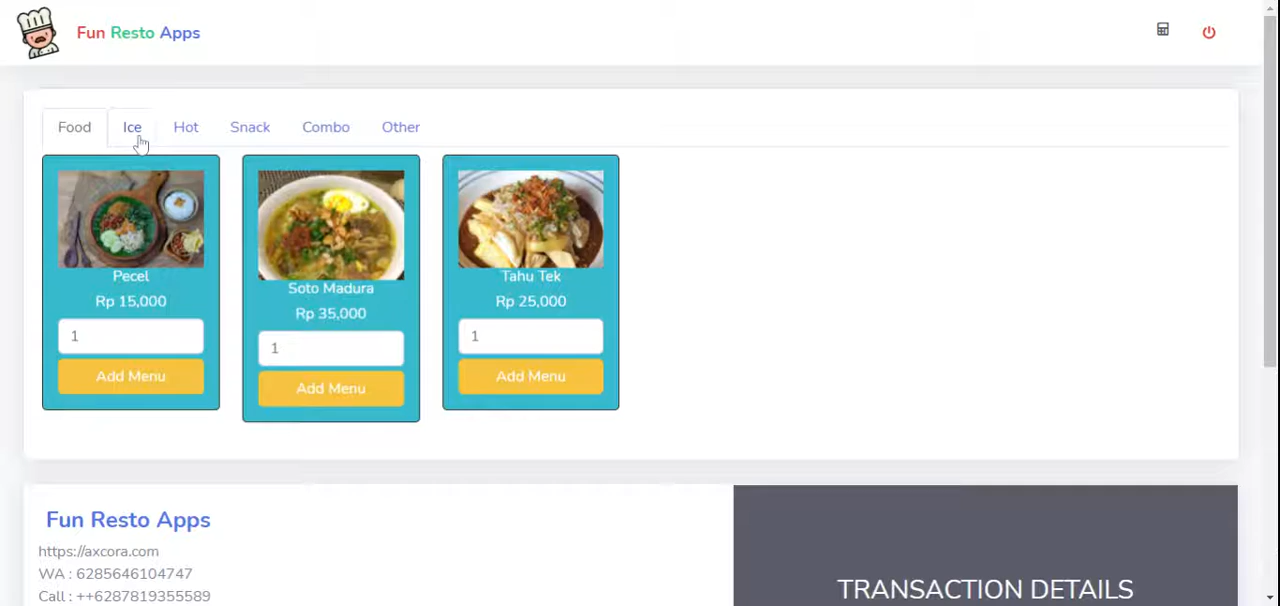 Fun Resto Apps
Food Ice Hot Snack Combo Other
Pecel
Rp 15,000
1
Add Menu
Soto Madura
Rp 35,000
1
Add Menu
Tahu Tek
Rp 25,000
1
Add Menu
Fun Resto Apps
https://axcora.com
WA : 6285646104747
Call : ++6287819355589
TRANSACTION DETAILS